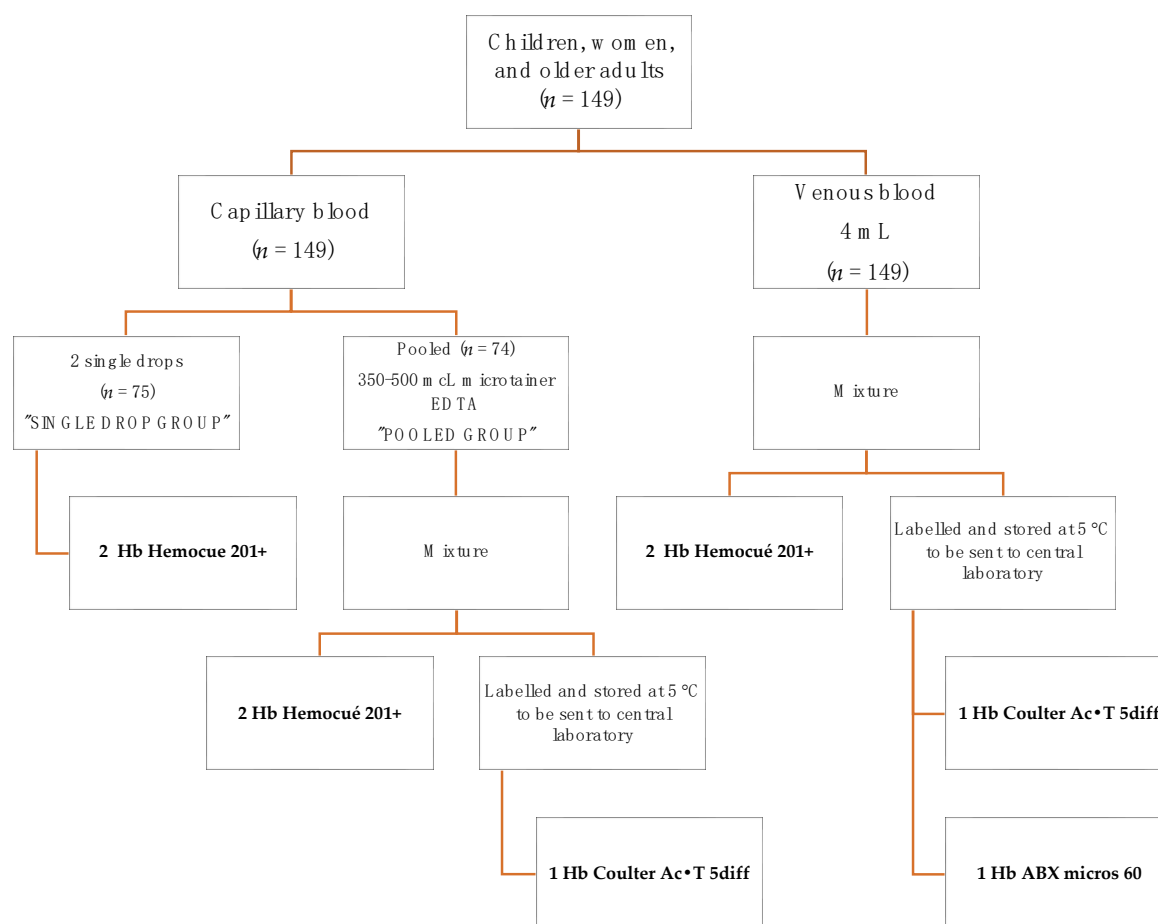 Children, women,
and older adults
(n = 149)
Capillary blood
(n = 149)
Venous blood
4 mL
(n = 149)
2 single drops
(n = 75)
"SINGLE DROP GROUP"
Pooled (n = 74)
350-500 mcL microtainer
EDTA
"POOLED GROUP"
Mixture
2 Hb Hemocue 201+
Mixture
2 Hb Hemocué 201+
Labelled and stored at 5 °C
to be sent to central
laboratory
2 Hb Hemocué 201+
Labelled and stored at 5 °C
to be sent to central
laboratory
1 Hb Coulter Ac•T 5diff
1 Hb Coulter Ac•T 5diff
1 Hb ABX micros 60